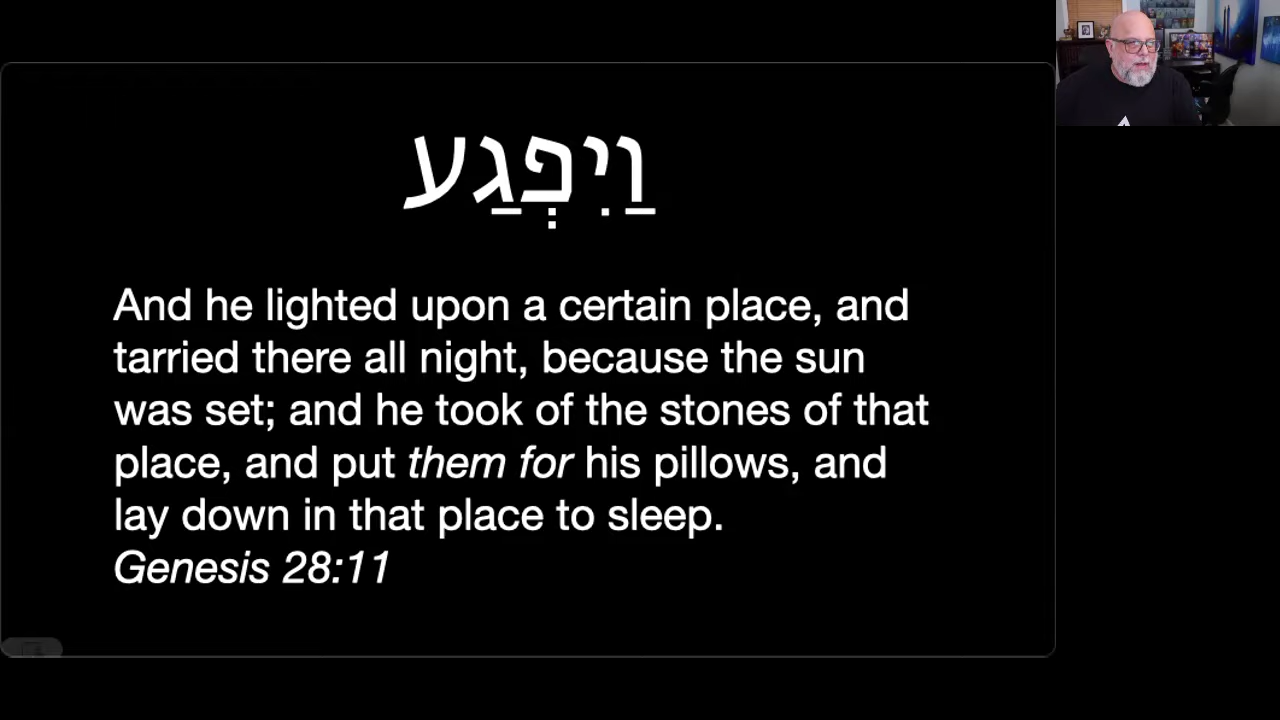 וַיִּפְגַּע
And he lighted upon a certain place, and
tarried there all night, because the sun
was set; and he took of the stones of that
place, and put them for his pillows, and
lay down in that place to sleep.
Genesis 28:11